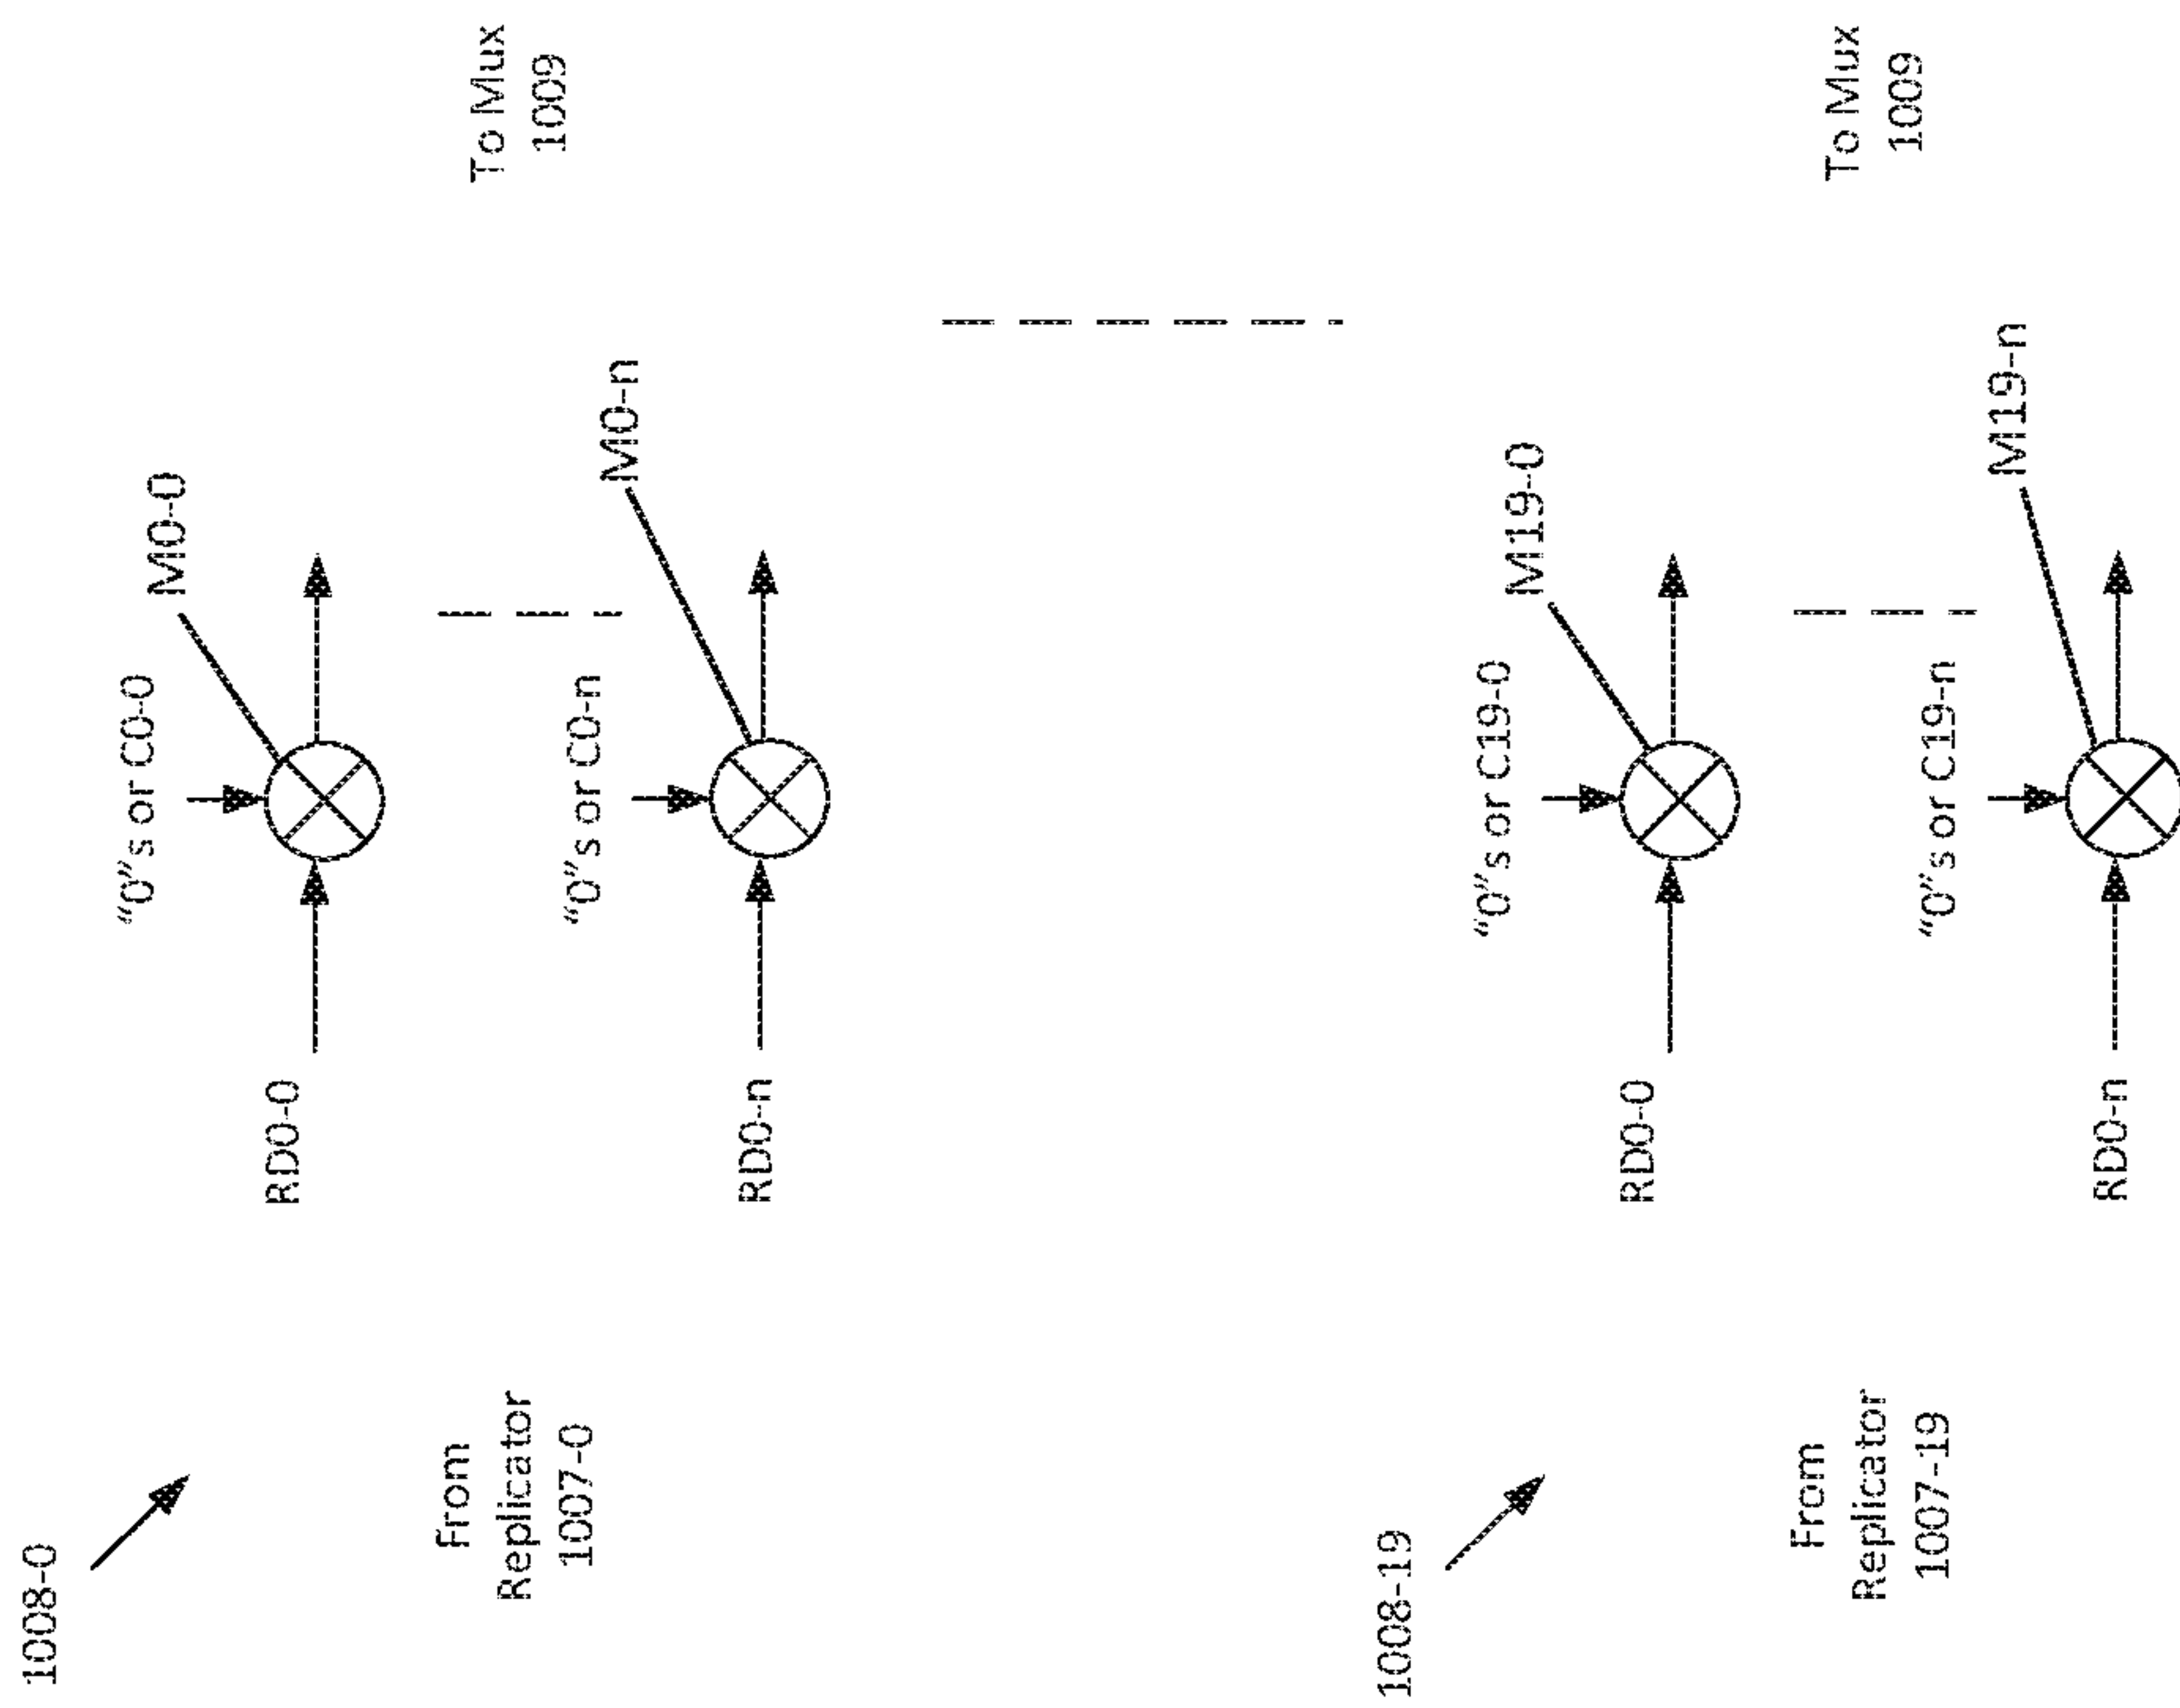 1008-0
From
Replicator
1007-0
RD0-0
"0"s or C0-0
M0-0
RD0-n
"0"s or C0-n
M0-n
To Mux
1009
1008-19
From
Replicator
1007-19
RD0-0
"0"s or C19-0
M19-0
RD0-n
"0"s or C19-n
M19-n
To Mux
1009